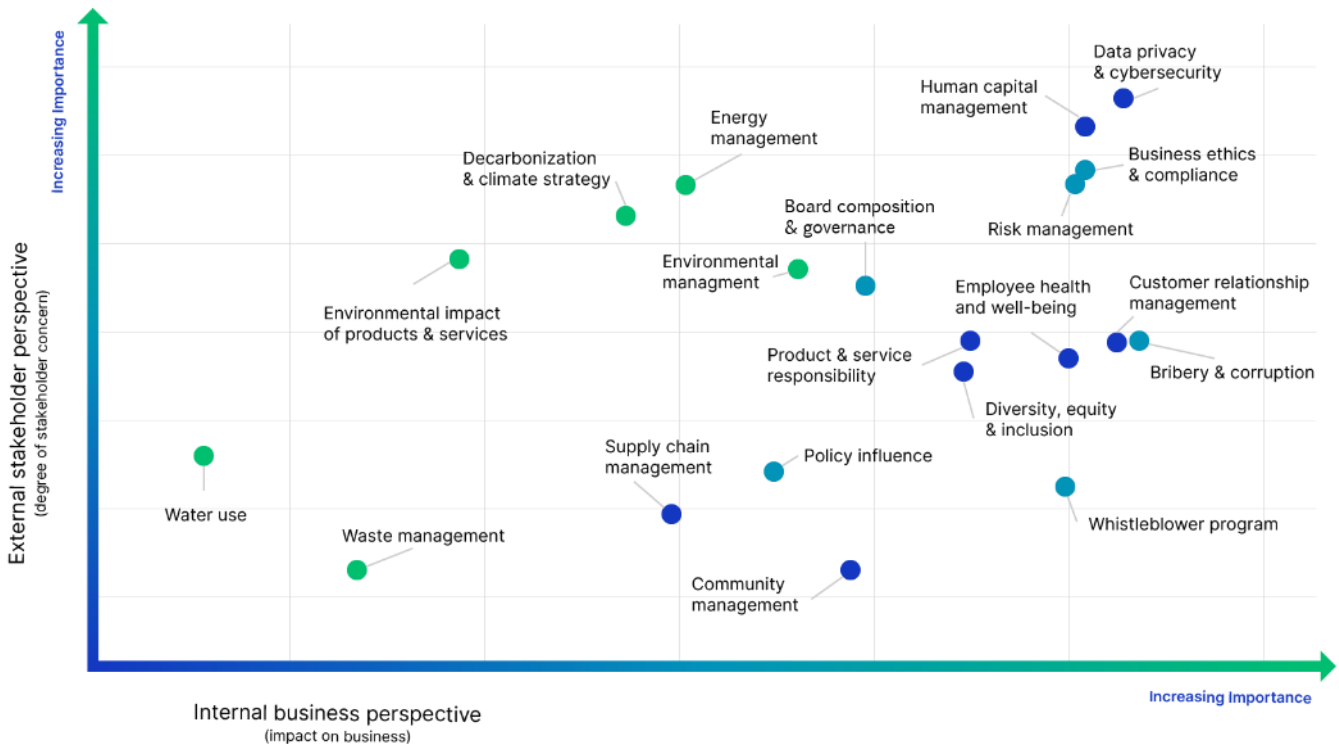 Increasing Importance
External stakeholder perspective
(degree of stakeholder concern)
Data privacy
& cybersecurity
Human capital
management
Energy
management
Business ethics
& compliance
Decarbonization
& climate strategy
Board composition
& governance
Risk management
Environmental
managment
Employee health
and well-being
Customer relationship
management
Environmental impact
of products & services
Product & service
responsibility
Bribery & corruption
Diversity, equity
& inclusion
Supply chain
management
Policy influence
Water use
Whistleblower program
Waste management
Community
management
Increasing Importance
Internal business perspective
(impact on business)